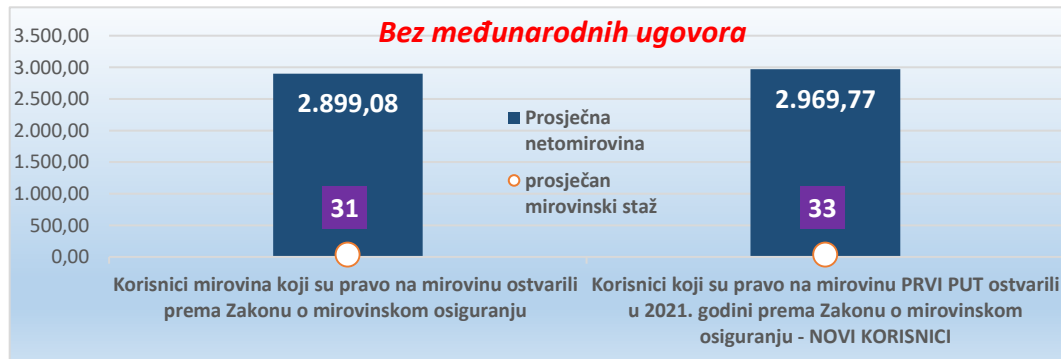 Bez međunarodnih ugovora
3.500,00
3.000,00
2.500,00
2.000,00
1.500,00
1.000,00
500,00
0,00
2.899,08
31
2.969,77
33
Prosječna
netomirovina
prosječan
mirovinski staž
Korisnici mirovina koji su pravo na mirovinu ostvarili
prema Zakonu o mirovinskom osiguranju
Korisnici koji su pravo na mirovinu PRVI PUT ostvarili
u 2021. godini prema Zakonu o mirovinskom
osiguranju - NOVI KORISNICI